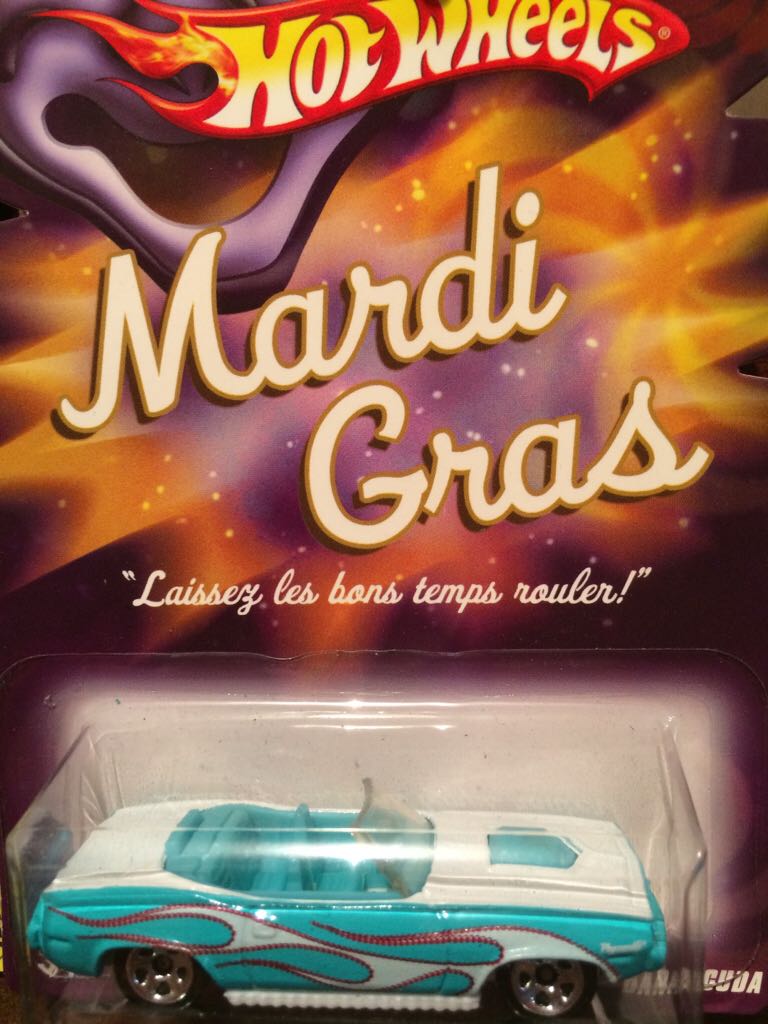 HOT WHEELS®
Mardi
Gras
"Laissez les bons temps rouler!"